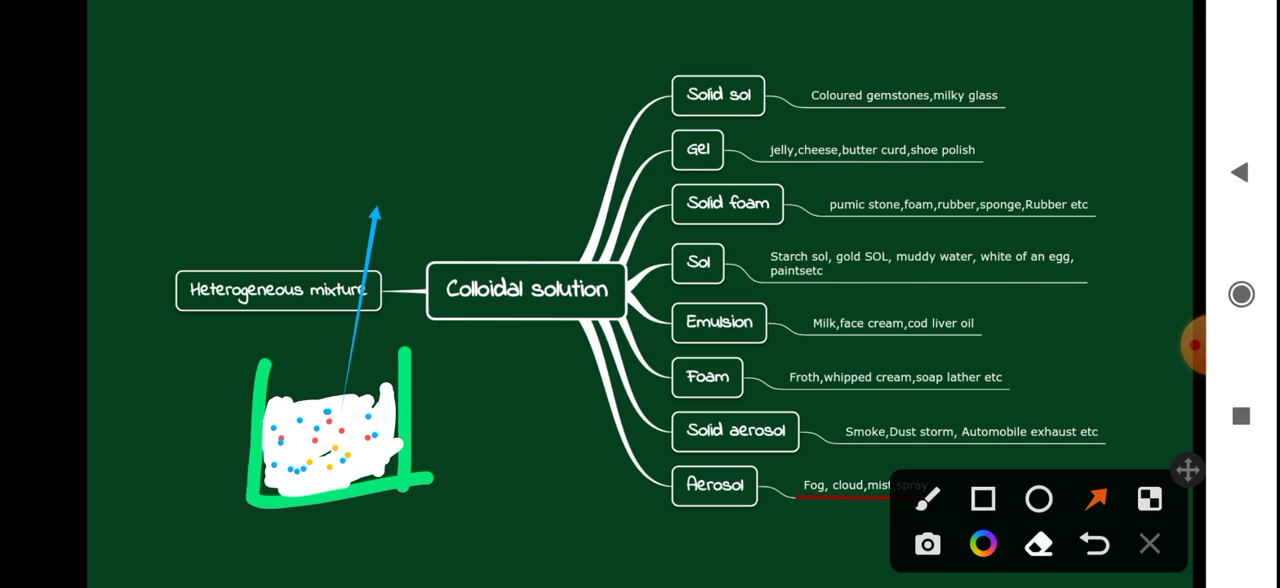 Solid sol
Coloured gemstones,milky glass
Gel
jelly,cheese,butter curd,shoe polish
Solid foam
pumic stone,foam,rubber,sponge,Rubber etc
Sol
Starch sol, gold SOL, muddy water, white of an egg,
paintsetc
Heterogeneous mixture
Colloidal solution
Emulsion
Milk,face cream,cod liver oil
Foam
Froth,whipped cream,soap lather etc
Solid aerosol
Smoke,Dust storm, Automobile exhaust etc
Aerosol
Fog, cloud,mist,spray